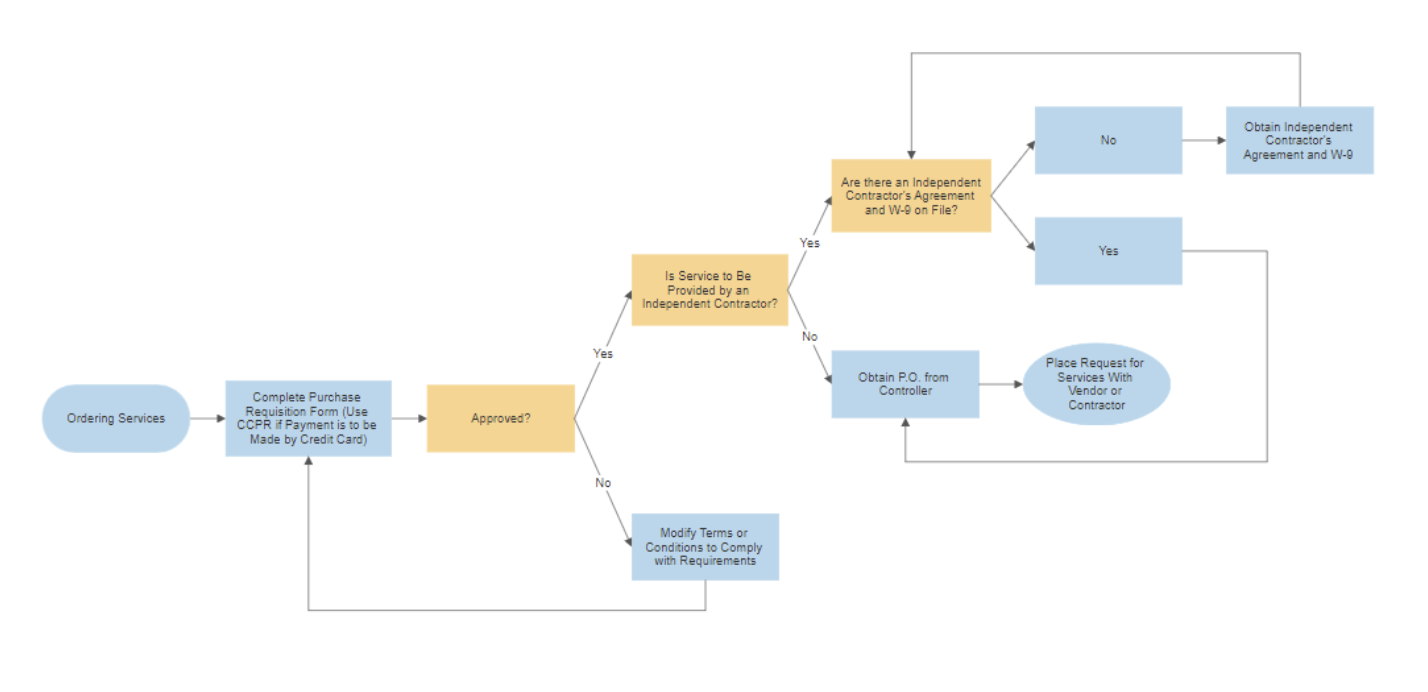 Ordering Services
Complete Purchase
Requisition Form (Use
CCPR if Payment is to be
Made by Credit Card)
Approved?
Yes
No
Is Service to Be
Provided by an
Independent Contractor?
Modify Terms or
Conditions to Comply
with Requirements
Yes
No
Are there an Independent
Contractor's Agreement
and W-9 on File?
No
Obtain Independent
Contractor's
Agreement and W-9
Yes
Obtain P.O. from
Controller
Place Request for
Services With
Vendor or
Contractor